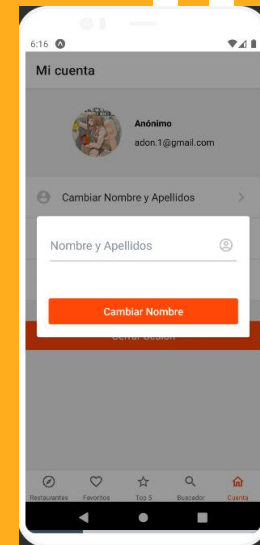 6:16
Mi cuenta
Anónimo
adon.1@gmail.com
Cambiar Nombre y Apellidos
Nombre y Apellidos
Cambiar Nombre
Cerrar Sesión
Restaurantes Favoritos Top 5 Buscador Cuenta